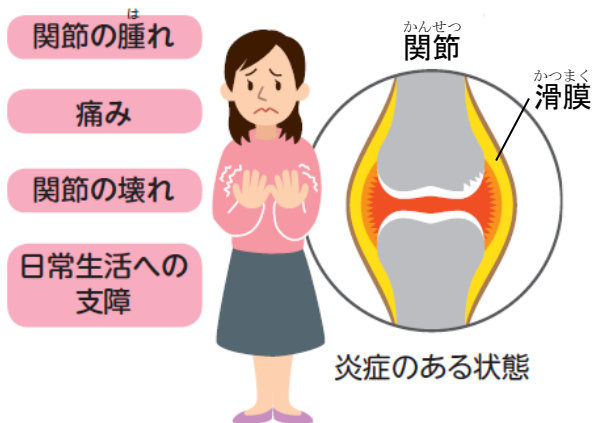 は
関節の腫れ
痛み
関節の壊れ
日常生活への
支障
かんせつ
関節
かつまく
滑膜
炎症のある状態